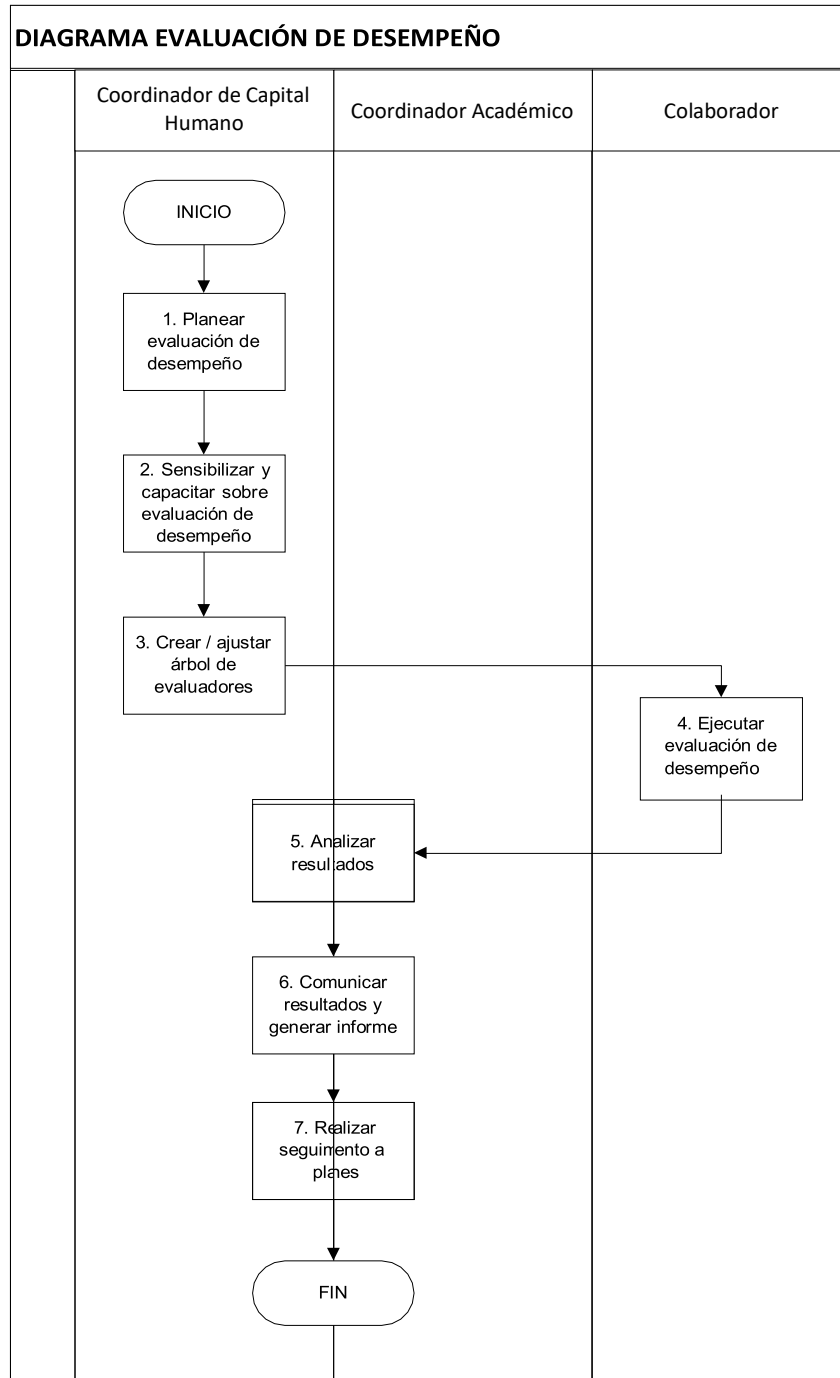 DIAGRAMA EVALUACIÓN DE DESEMPEÑO
Coordinador de Capital
Humano
Coordinador Académico
Colaborador
INICIO
1. Planear
evaluación de
desempeño
2. Sensibilizar y
capacitar sobre
evaluación de
desempeño
3. Crear / ajustar
árbol de
evaluadores
4. Ejecutar
evaluación de
desempeño
5. Analizar
resultados
6. Comunicar
resultados y
generar informe
7. Realizar
seguimento a
planes
FIN